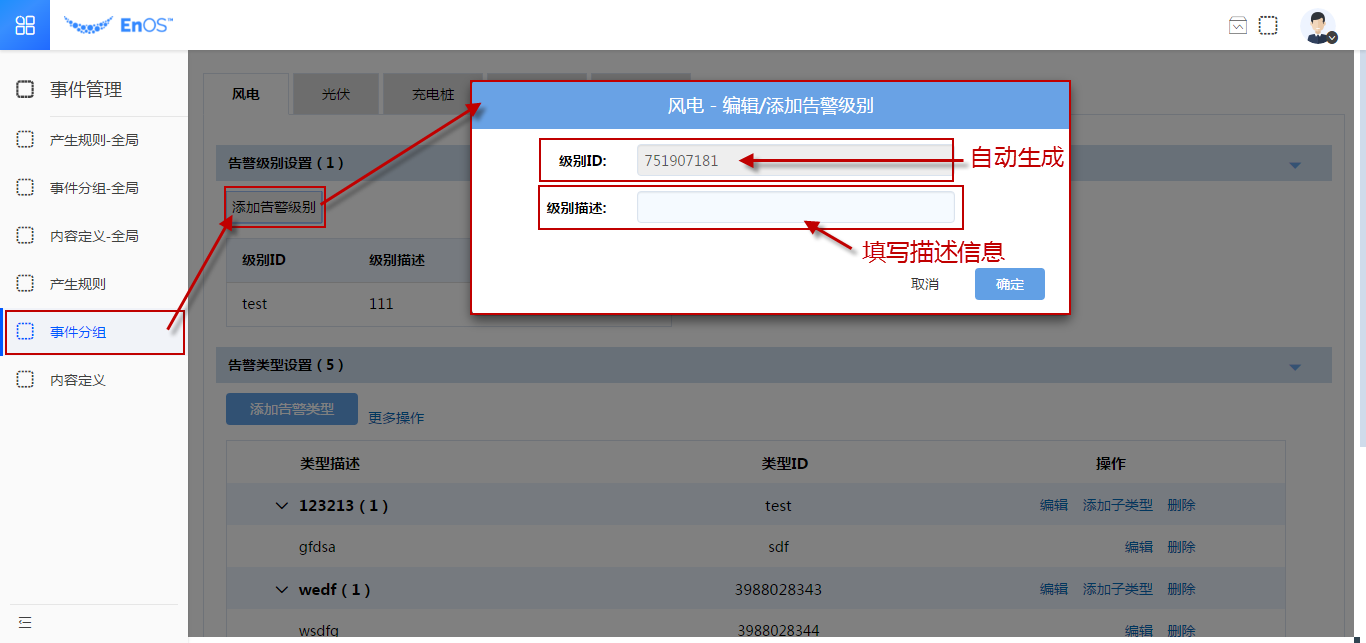 EnOS™
事件管理
产生规则-全局
事件分组-全局
内容定义-全局
产生规则
事件分组
内容定义
风电 光伏 充电桩
告警级别设置 ( 1 )
添加告警级别
级别ID 级别描述
test 111
风电 - 编辑/添加告警级别
级别ID: 751907181 自动生成
级别描述:
填写描述信息
取消 确定
告警类型设置 ( 5 )
添加告警类型 更多操作
类型描述 类型ID 操作
123213 ( 1 ) test 编辑 添加子类型 删除
gfdsa sdf 编辑 删除
wedf ( 1 ) 3988028343 编辑 添加子类型 删除
wsdfg 3988028344 编辑 删除